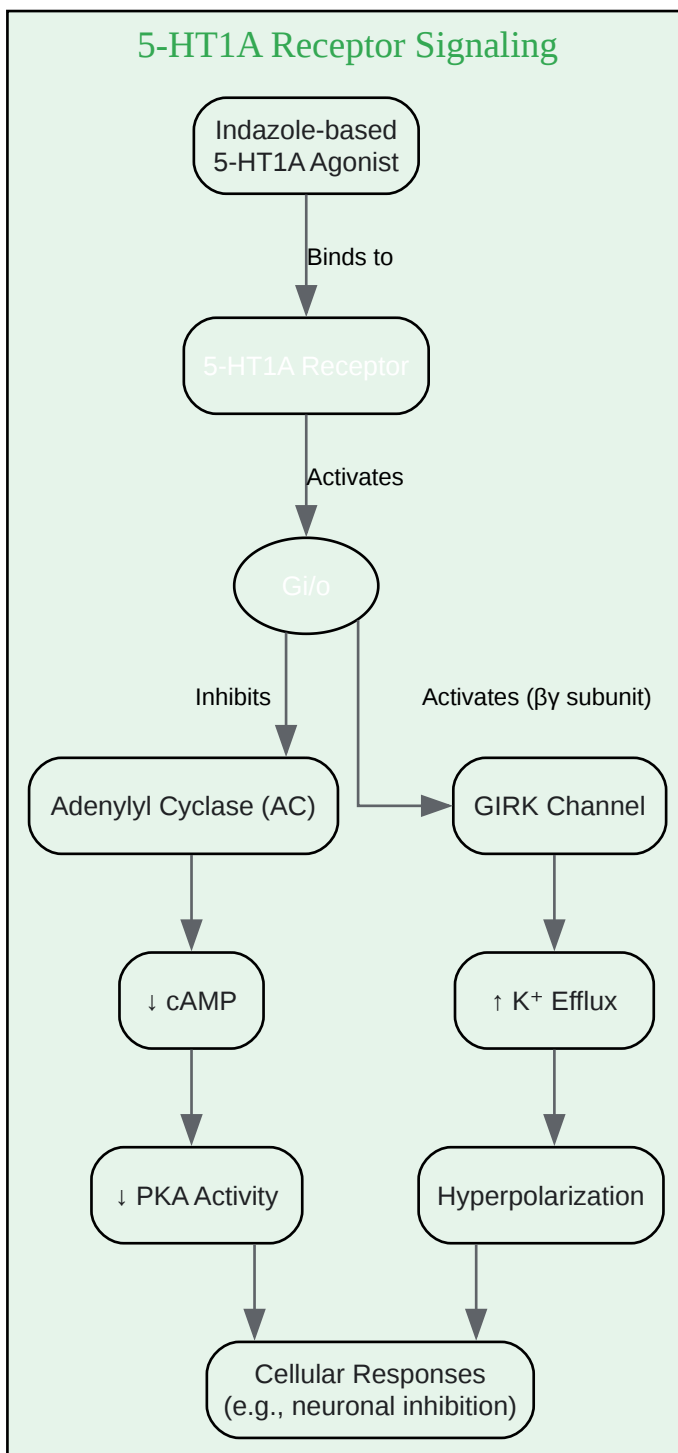 5-HT1A Receptor Signaling
Indazole-based
5-HT1A Agonist
Binds to
5-HT1A Receptor
Activates
Gi/o
Inhibits
Activates (βγ subunit)
Adenylyl Cyclase (AC)
GIRK Channel
↓ cAMP
↑ K⁺ Efflux
↓ PKA Activity
Hyperpolarization
Cellular Responses
(e.g., neuronal inhibition)